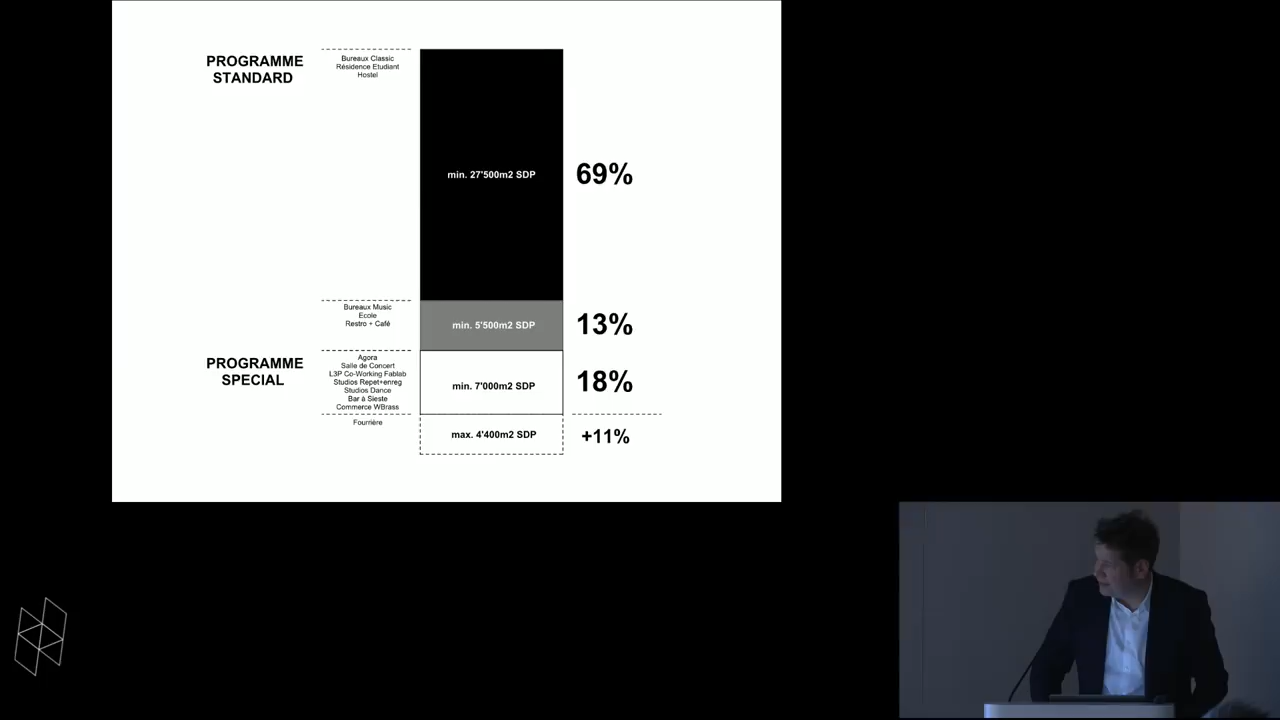 PROGRAMME
STANDARD
Bureaux Classic
Résidence Etudiant
Hostel
min. 27'500m2 SDP
69%
Bureaux Music
Ecole
Restro + Café
min. 5'500m2 SDP
13%
PROGRAMME
SPECIAL
Agora
Salle de Concert
L3P Co-Working Fablab
Studios Repet+enreg
Studios Dance
Bar à Sieste
Commerce WBrass
min. 7'000m2 SDP
18%
Fourrière
max. 4'400m2 SDP
+11%